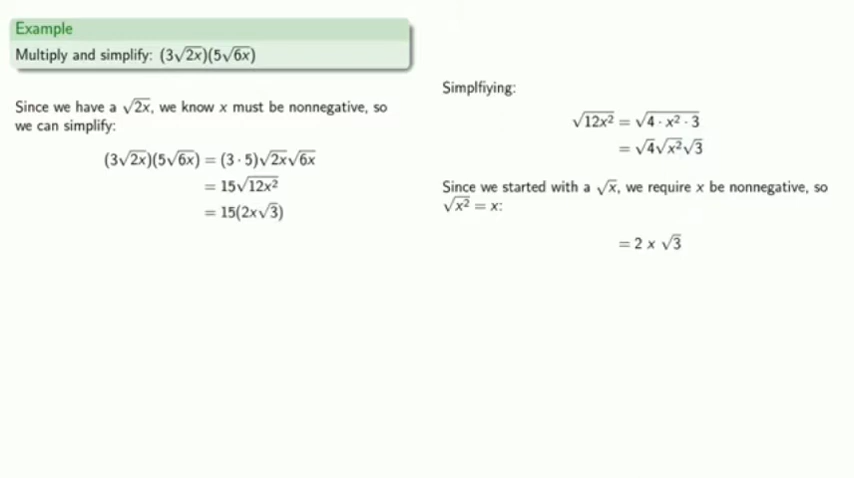 Example
Multiply and simplify: (3√2x)(5√6x)
Since we have a √2x, we know x must be nonnegative, so
we can simplify:
(3√2x)(5√6x) = (3 · 5)√2x√6x
= 15√12x²
= 15(2x√3)
Simplfiying:
√12x² = √4 · x² · 3
= √4√x²√3
Since we started with a √x, we require x be nonnegative, so
√x² = x:
= 2 x √3